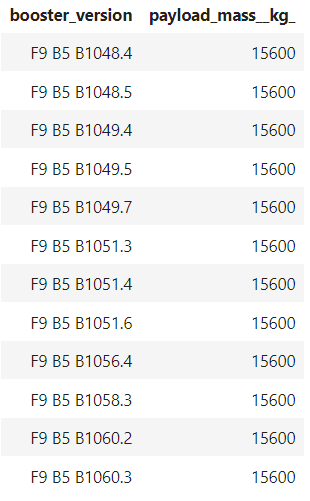 booster_version payload_mass__kg_
F9 B5 B1048.4 15600
F9 B5 B1048.5 15600
F9 B5 B1049.4 15600
F9 B5 B1049.5 15600
F9 B5 B1049.7 15600
F9 B5 B1051.3 15600
F9 B5 B1051.4 15600
F9 B5 B1051.6 15600
F9 B5 B1056.4 15600
F9 B5 B1058.3 15600
F9 B5 B1060.2 15600
F9 B5 B1060.3 15600